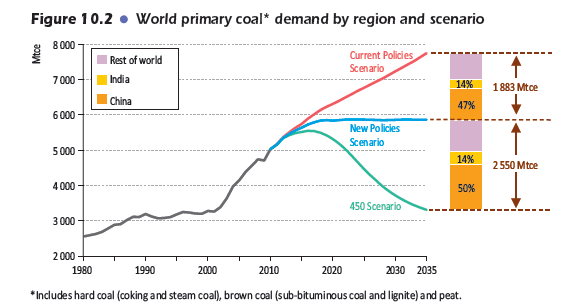 Figure 10.2 ● World primary coal* demand by region and scenario
Mtce
8 000
7 000
6 000
5 000
4 000
3 000
2 000
1980
1990
2000
2010
2020
2030
2035
Rest of world
India
China
Current Policies
Scenario
New Policies
Scenario
450 Scenario
14%
47%
14%
50%
1 883 Mtce
2 550 Mtce
*Includes hard coal (coking and steam coal), brown coal (sub-bituminous coal and lignite) and peat.